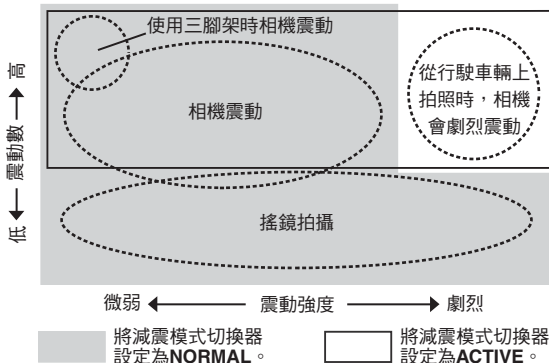 使用三腳架時相機震動
高
震動數
低
相機震動
從行駛車輛上
拍照時，相機
會劇烈震動
搖鏡拍攝
微弱
震動強度
劇烈
將減震模式切換器
設定為NORMAL。
將減震模式切換器
設定為ACTIVE。